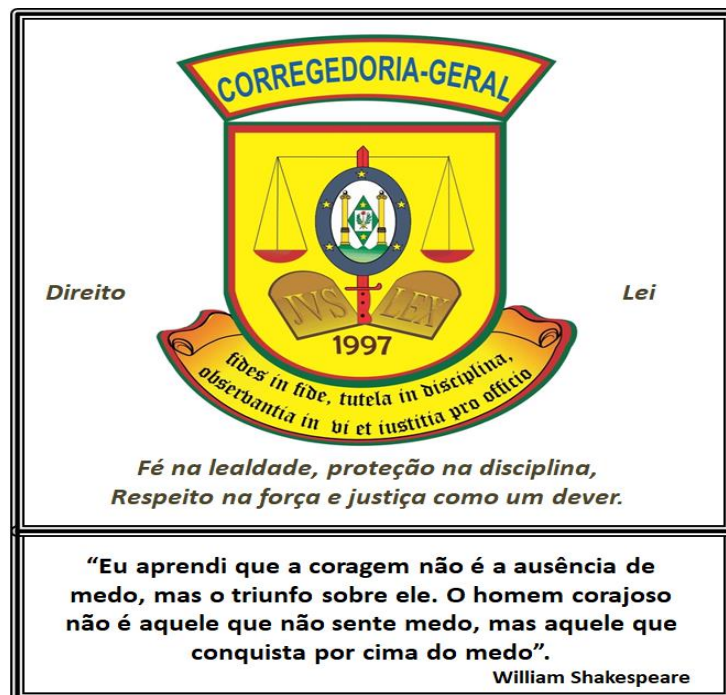 CORREGEDORIA-GERAL
Direito
Lei
JVS LEX
1997
fides in fide, tutela in disciplina,
observantia in vi et iustitia pro officio
Fé na lealdade, proteção na disciplina,
Respeito na força e justiça como um dever.
“Eu aprendi que a coragem não é a ausência de
medo, mas o triunfo sobre ele. O homem corajoso
não é aquele que não sente medo, mas aquele que
conquista por cima do medo”.
William Shakespeare